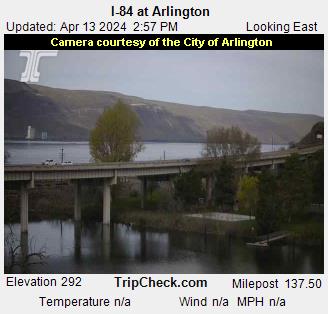 I-84 at Arlington
Updated: Apr 13 2024 2:57 PM Looking East
Camera courtesy of the City of Arlington
Elevation 292 TripCheck.com Milepost 137.50
Temperature n/a Wind n/a MPH n/a